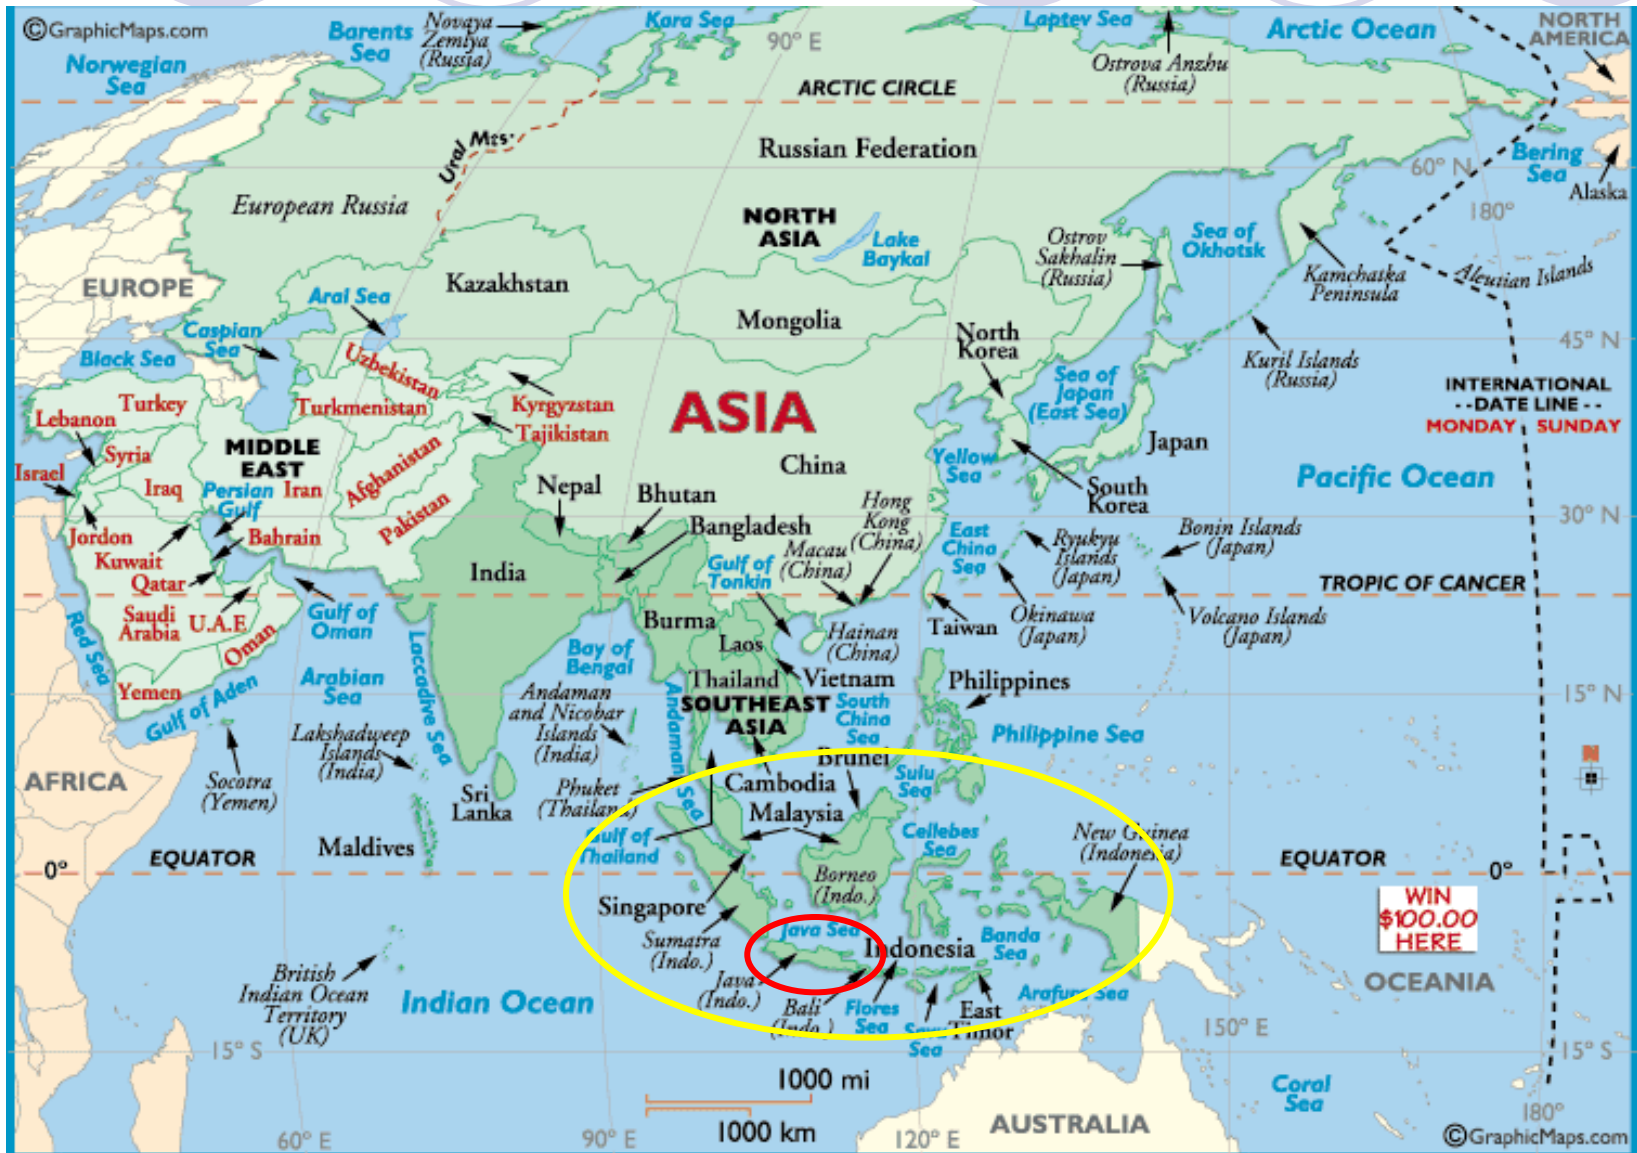 ©GraphicMaps.com
Norwegian
Sea
Barents
Sea
Novaya
Zemlya
(Russia)
Kara Sea
90° E
Laptev Sea
Ostrova Anzhu
(Russia)
Arctic Ocean
NORTH
AMERICA
ARCTIC CIRCLE
Ural Mts.
Russian Federation
60° N
Bering
Sea
Alaska
180°
European Russia
NORTH
ASIA
Lake
Baykal
Ostrov
Sakhalin
(Russia)
Sea of
Okhotsk
Kamchatka
Peninsula
Aleutian Islands
EUROPE
Kazakhstan
Aral Sea
Mongolia
Caspian
Sea
Black Sea
North
Korea
Sea of
Japan
(East Sea)
Kuril Islands
(Russia)
45° N
INTERNATIONAL
--DATE LINE--
MONDAY SUNDAY
Uzbekistan
Turkmenistan
Kyrgyzstan
Tajikistan
ASIA
Turkey
Lebanon
Syria
Israel
MIDDLE
EAST
Iraq
Persian
Gulf
Iran
Afghanistan
Pakistan
Jordon
Kuwait
Bahrain
Qatar
China
Japan
Yellow
Sea
South
Korea
Pacific Ocean
Nepal
Bhutan
Bangladesh
Hong
Kong
(China)
Macau
(China)
Gulf of
Tonkin
East
China
Sea
Ryukyu
Islands
(Japan)
Bonin Islands
(Japan)
30° N
India
TROPIC OF CANCER
Saudi
Arabia
U.A.E
Oman
Gulf of
Oman
Red Sea
Yemen
Gulf of Aden
Arabian
Sea
Laccadive Sea
Bay of
Bengal
Burma
Laos
Thailand
Vietnam
Hainan
(China)
Taiwan
Okinawa
(Japan)
Volcano Islands
(Japan)
SOUTHEAST
ASIA
South
China
Sea
Philippines
15° N
Philippine Sea
Andaman
and Nicobar
Islands
(India)
Andaman Sea
Lakshadweep
Islands
(India)
AFRICA
Socotra
(Yemen)
Sri
Lanka
Phuket
(Thailand)
Cambodia
Brunei
Sulu
Sea
Malaysia
Gulf of
Thailand
Cellebes
Sea
New Guinea
(Indonesia)
Maldives
EQUATOR
0°
EQUATOR
0°
N
Borneo
(Indo.)
Singapore
Sumatra
(Indo.)
Java Sea
Indonesia
Banda
Sea
WIN
$100.00
HERE
OCEANIA
Java
(Indo.)
Bali
(Indo.)
Flores
Sea
Savu
Sea
East
Timor
Arafura Sea
British
Indian Ocean
Territory
(UK)
Indian Ocean
15° S
150° E
15° S
1000 mi
1000 km
Coral
Sea
AUSTRALIA
60° E
90° E
120° E
180°
©GraphicMaps.com